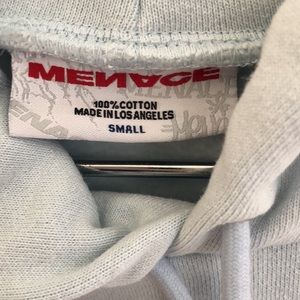 MENACE
100% COTTON
MADE IN LOS ANGELES
SMALL